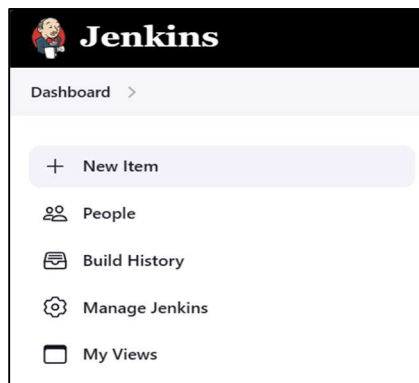 Jenkins
Dashboard >
+ New Item
People
Build History
Manage Jenkins
My Views